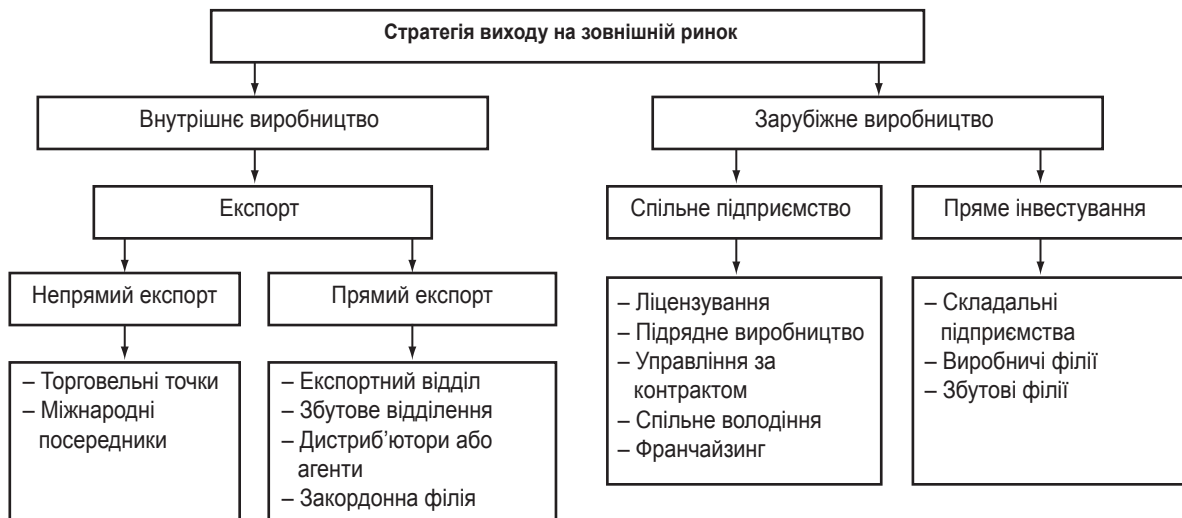 Стратегія виходу на зовнішній ринок
Внутрішнє виробництво
Зарубіжне виробництво
Експорт
Спільне підприємство
Пряме інвестування
Непрямий експорт
Прямий експорт
– Торговельні точки
– Міжнародні
посередники
– Експортний відділ
– Збутове відділення
– Дистриб’ютори або
агенти
– Закордонна філія
– Ліцензування
– Підрядне виробництво
– Управління за
контрактом
– Спільне володіння
– Франчайзинг
– Складальні
підприємства
– Виробничі філії
– Збутові філії